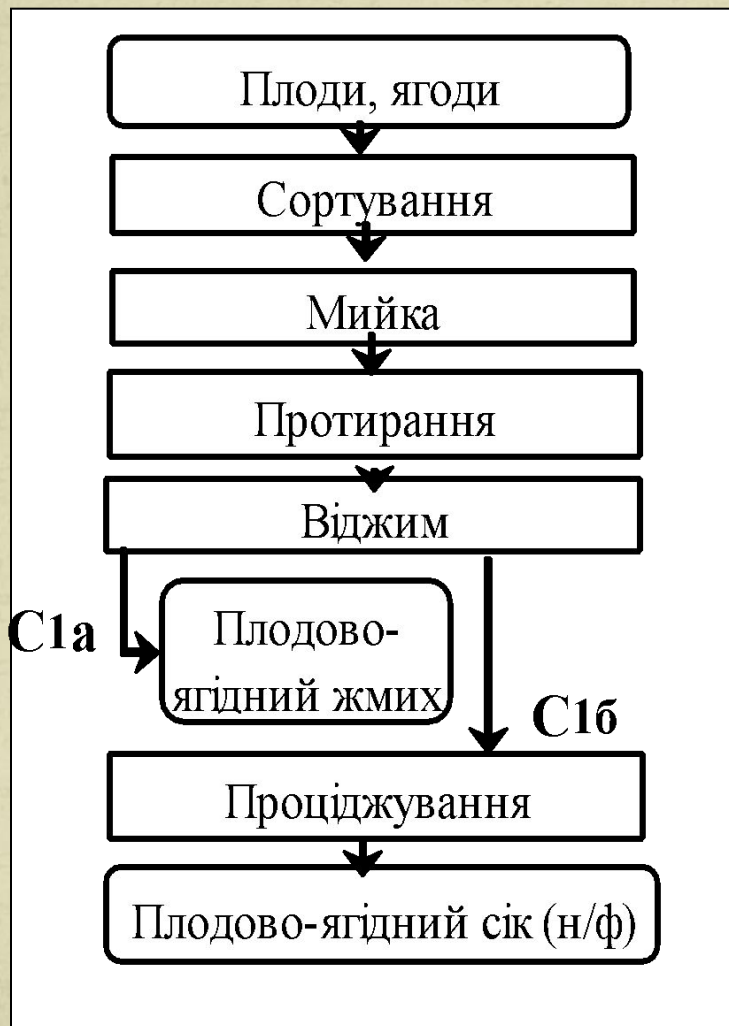 Плоди, ягоди
Сортування
Мийка
Протирання
Віджим
С1а
Плодово-
ягідний жмих
С1б
Проціджування
Плодово-ягідний сік (н/ф)